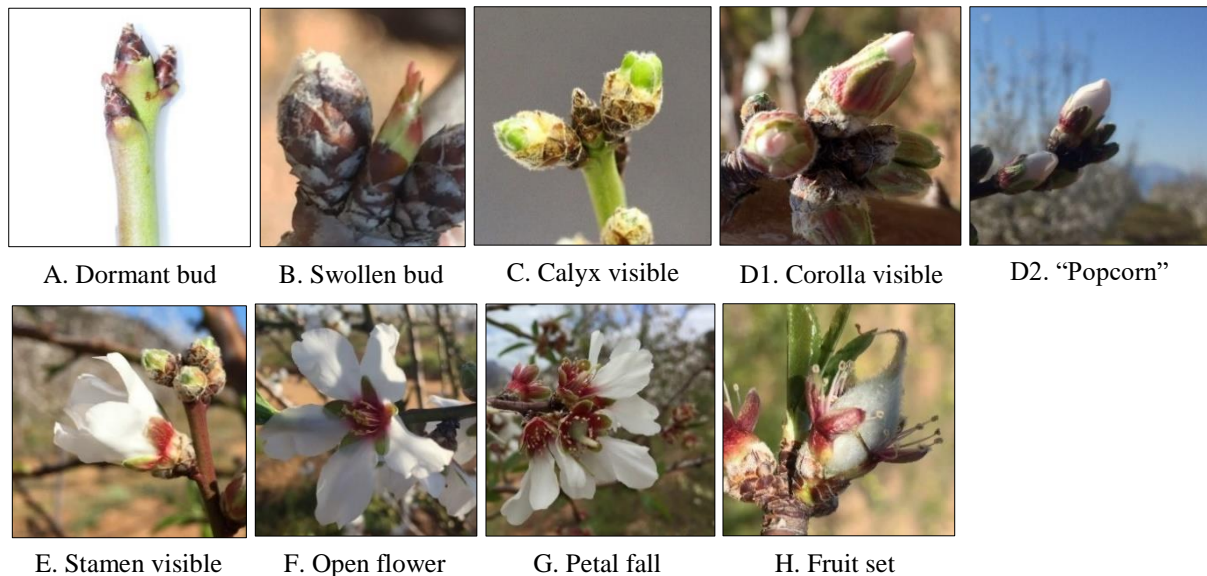 A. Dormant bud
B. Swollen bud
C. Calyx visible
D1. Corolla visible
D2. “Popcorn”
E. Stamen visible
F. Open flower
G. Petal fall
H. Fruit set